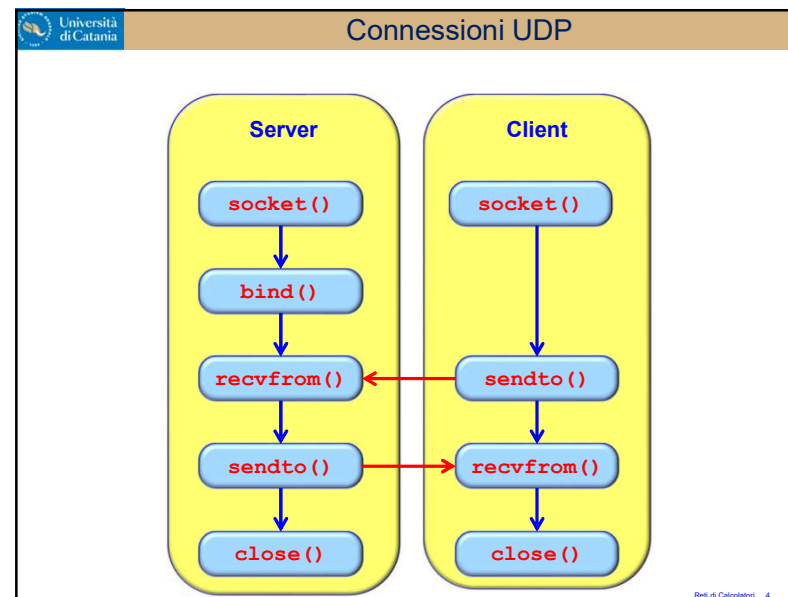 Università
di Catania
Connessioni UDP
Server
Client
socket()
socket()
bind()
recvfrom()
sendto()
sendto()
recvfrom()
close()
close()
Reti di Calcolatori 4